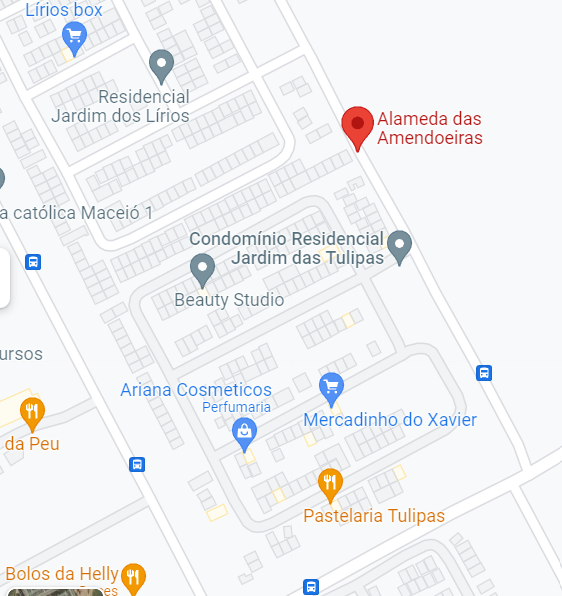 Lírios box
Residencial
Jardim dos Lírios
Alameda das
Amendoeiras
a católica Maceió 1
Condomínio Residencial
Jardim das Tulipas
Beauty Studio
ursos
Ariana Cosmeticos
Perfumaria
Mercadinho do Xavier
da Peu
Pastelaria Tulipas
Bolos da Helly